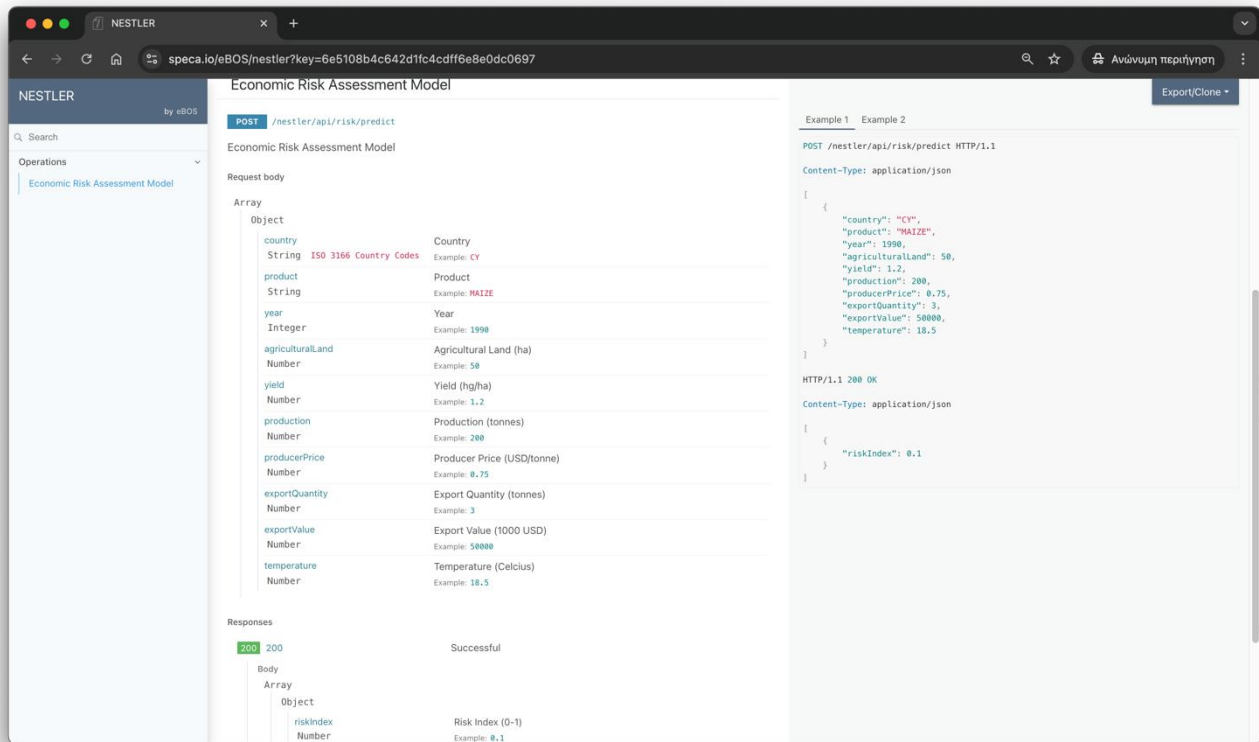 NESTLER
speca.io/eBOS/nestler?key=6e5108b4c642d1fc4cdff6e8e0dc0697
Ανώνυμη περιήγηση
NESTLER
by eBOS
Search
Operations
Economic Risk Assessment Model
Economic Risk Assessment Model
POST /nestler/api/risk/predict
Economic Risk Assessment Model
Request body
Array
Object
country Country
String ISO 3166 Country Codes Example: CY
product Product
String Example: MAIZE
year Year
Integer Example: 1990
agriculturalLand Agricultural Land (ha)
Number Example: 50
yield Yield (hg/ha)
Number Example: 1.2
production Production (tonnes)
Number Example: 200
producerPrice Producer Price (USD/tonne)
Number Example: 0.75
exportQuantity Export Quantity (tonnes)
Number Example: 3
exportValue Export Value (1000 USD)
Number Example: 50000
temperature Temperature (Celcius)
Number Example: 18.5
Responses
200 200 Successful
Body
Array
Object
riskIndex Risk Index (0-1)
Number Example: 0.1
Export/Clone
Example 1 Example 2
POST /nestler/api/risk/predict HTTP/1.1
Content-Type: application/json
[
{
"country": "CY",
"product": "MAIZE",
"year": 1990,
"agriculturalLand": 50,
"yield": 1.2,
"production": 200,
"producerPrice": 0.75,
"exportQuantity": 3,
"exportValue": 50000,
"temperature": 18.5
}
]
HTTP/1.1 200 OK
Content-Type: application/json
[
{
"riskIndex": 0.1
}
]